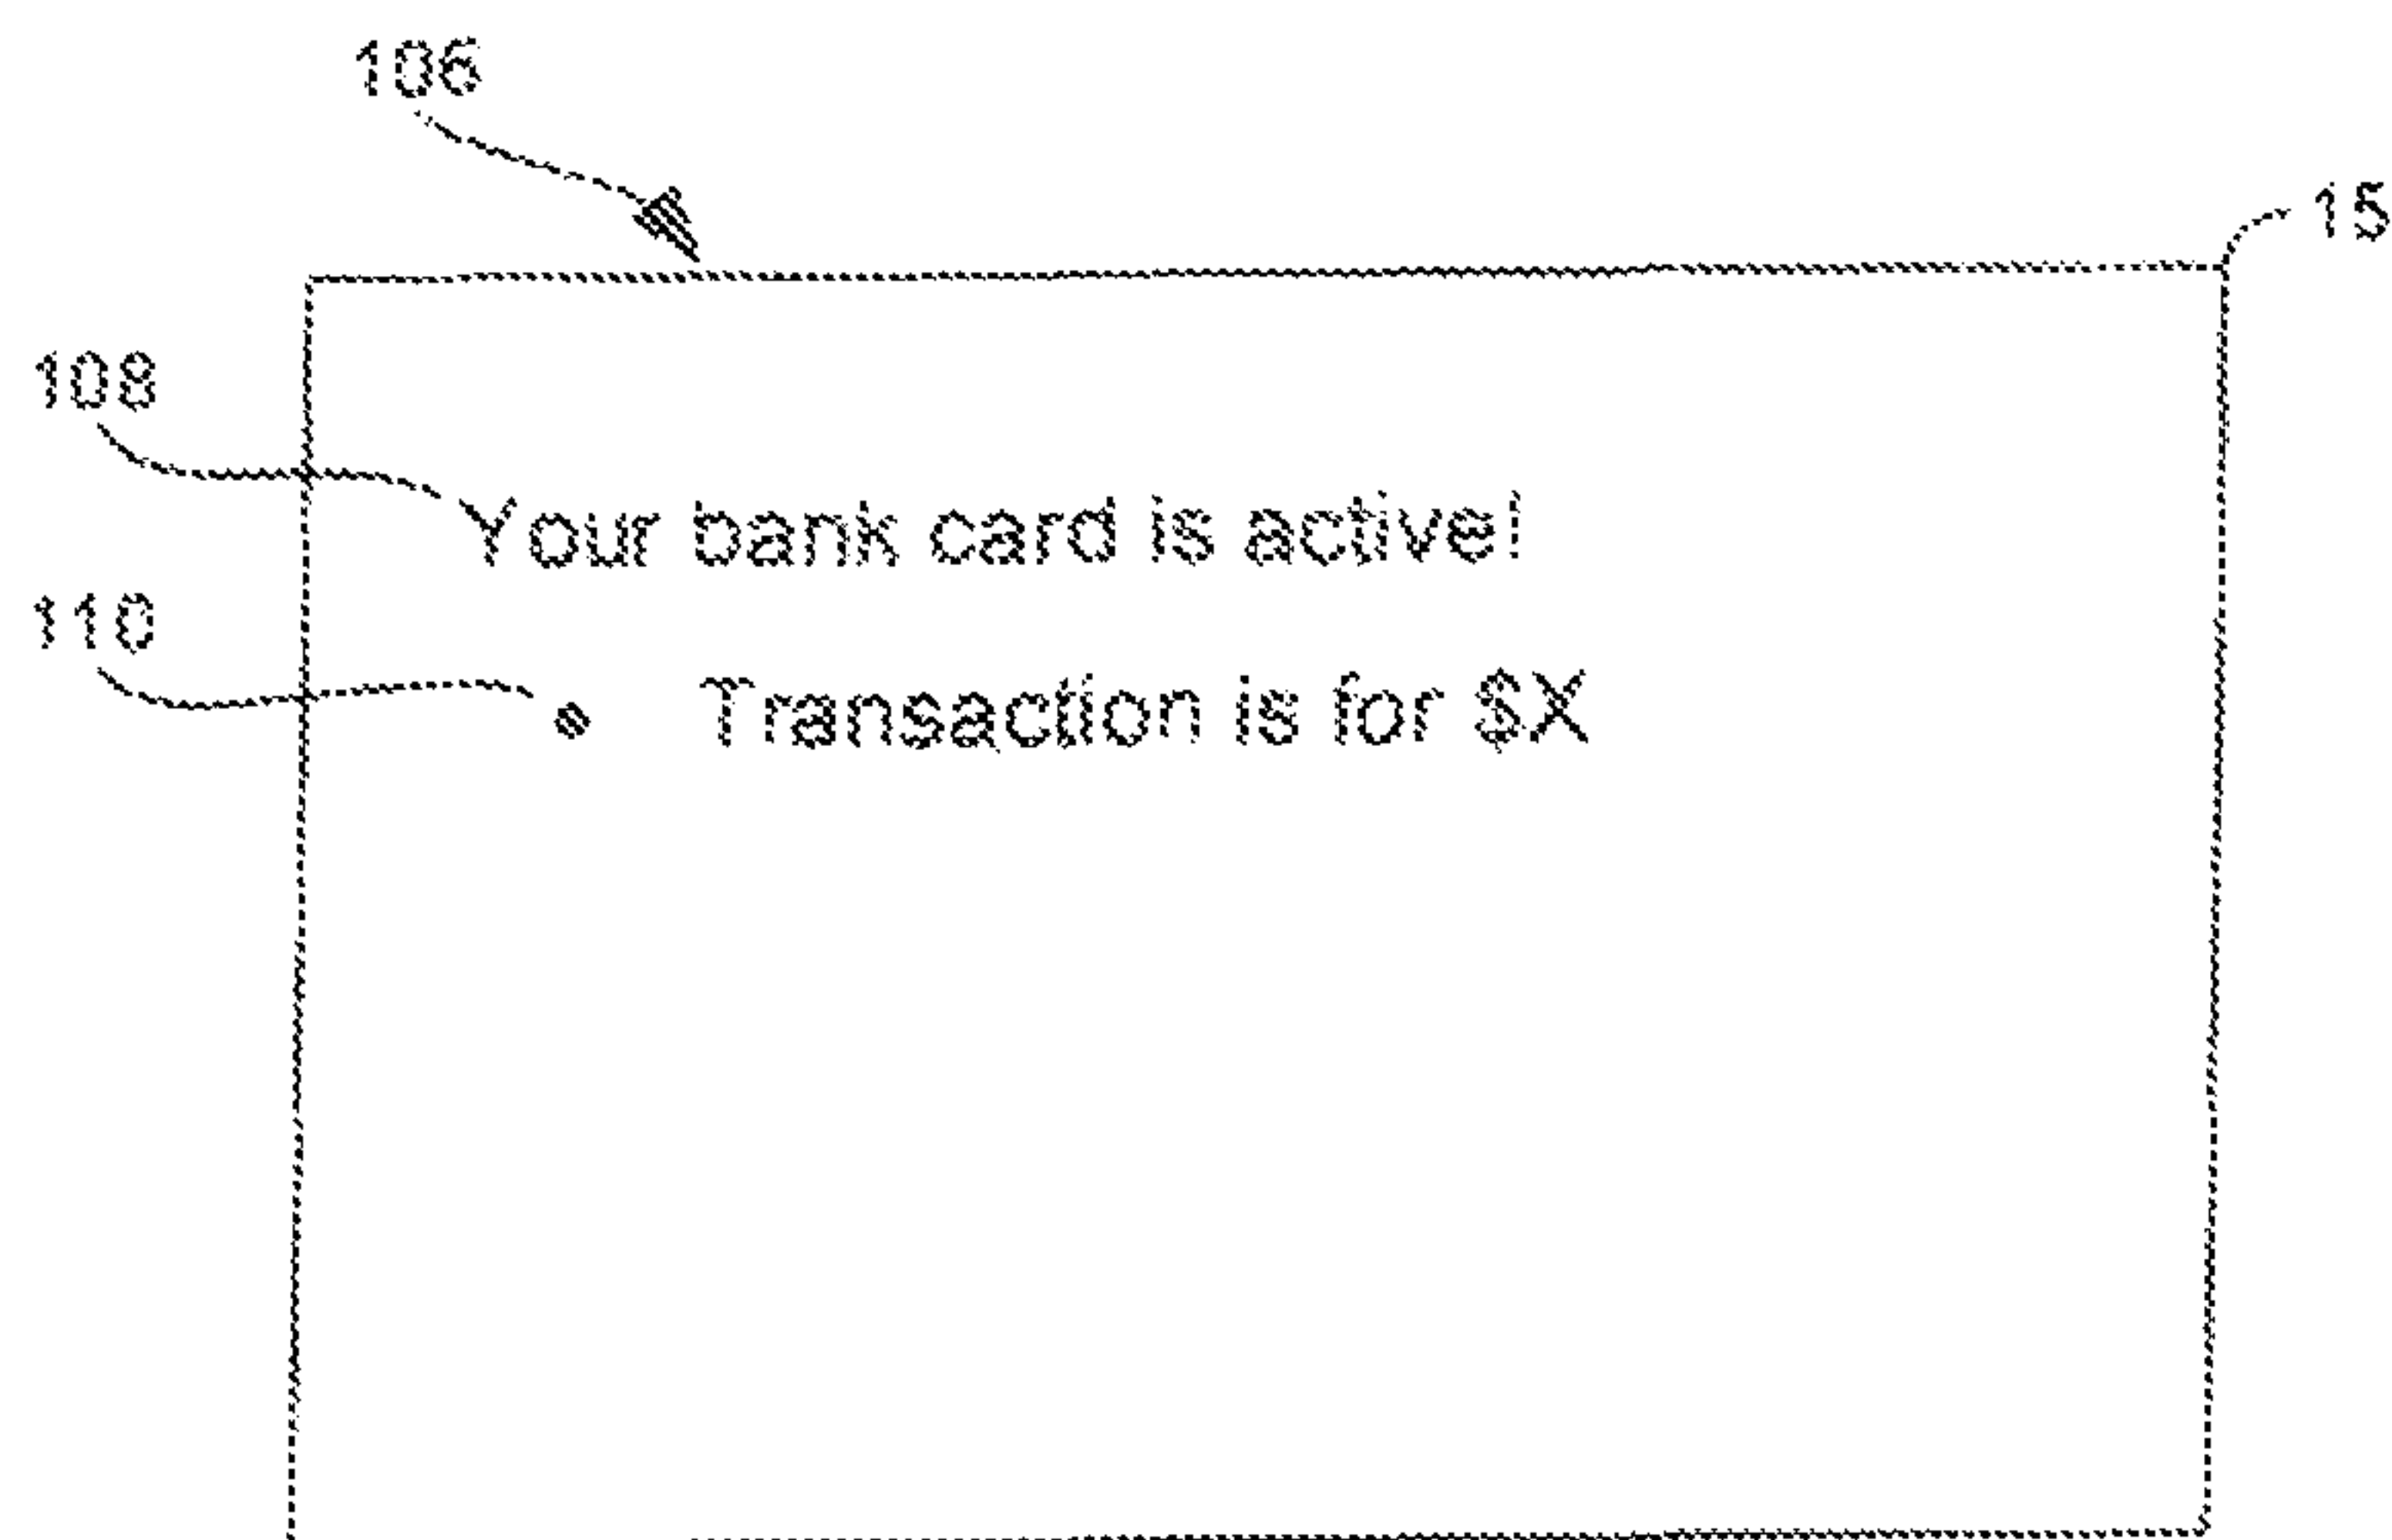 106
15
108
Your bank card is active!
110
• Transaction is for $X